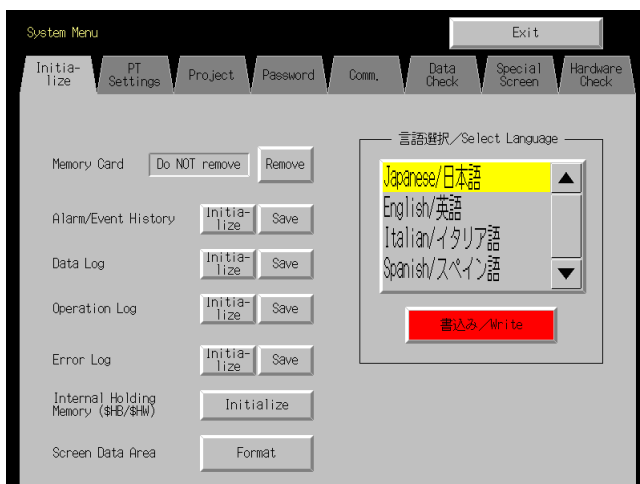 System Menu
Exit
Initia-
lize
PT
Settings
Project
Password
Comm.
Data
Check
Special
Screen
Hardware
Check
言語選択/Select Language
Memory Card
Do NOT remove
Remove
Japanese/日本語
English/英語
Italian/イタリア語
Spanish/スペイン語
Alarm/Event History
Initia-
lize
Save
Data Log
Initia-
lize
Save
Operation Log
Initia-
lize
Save
書込み/Write
Error Log
Initia-
lize
Save
Internal Holding
Memory ($HB/$HW)
Initialize
Screen Data Area
Format